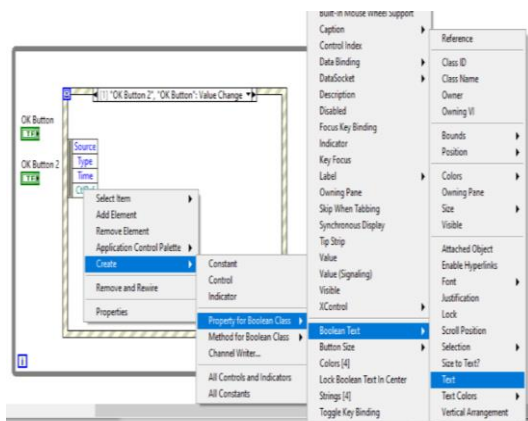 [1] "OK Button 2", "OK Button": Value Change
OK Button
TF
OK Button 2
TF
Source
Type
Time
CtlRef
i
Select Item
Add Element
Remove Element
Application Control Palette
Create
Remove and Rewire
Properties
Constant
Control
Indicator
Property for Boolean Class
Method for Boolean Class
Channel Writer...
All Controls and Indicators
All Constants
Built-In Mouse Wheel Support
Caption
Control Index
Data Binding
DataSocket
Description
Disabled
Focus Key Binding
Indicator
Key Focus
Label
Owning Pane
Skip When Tabbing
Synchronous Display
Tip Strip
Value
Value (Signaling)
Visible
XControl
Boolean Text
Button Size
Colors [4]
Lock Boolean Text In Center
Strings [4]
Toggle Key Binding
Reference
Class ID
Class Name
Owner
Owning VI
Bounds
Position
Colors
Owning Pane
Size
Visible
Attached Object
Enable Hyperlinks
Font
Justification
Lock
Scroll Position
Selection
Size to Text?
Text
Text Colors
Vertical Arrangement